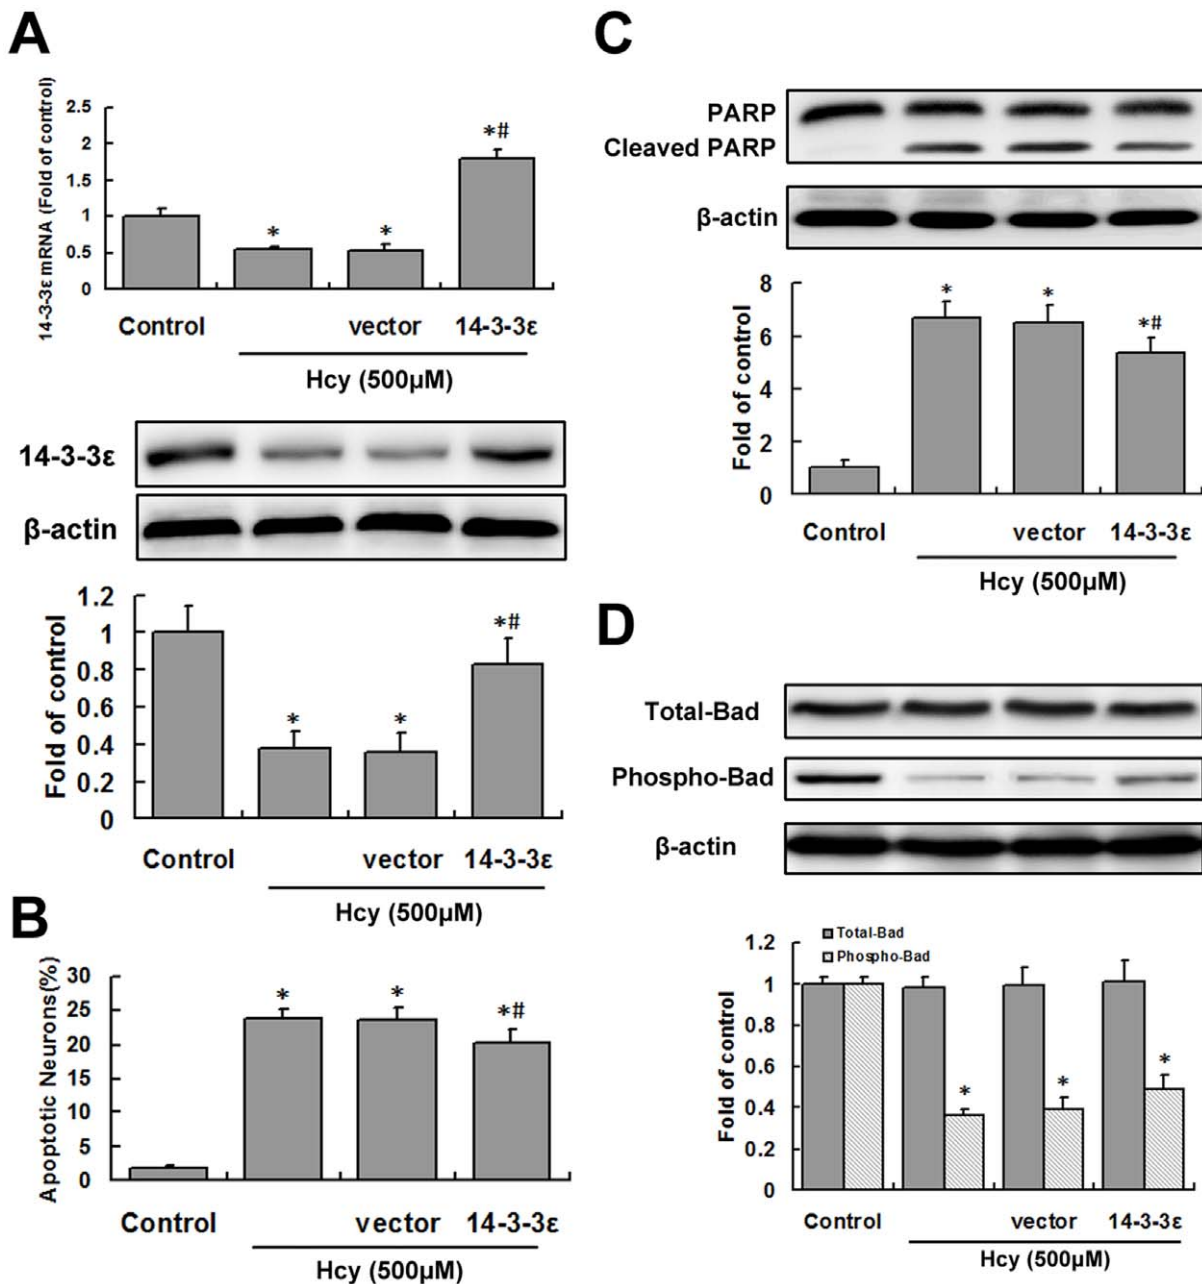 A
14-3-3ε mRNA (Fold of control)
2.5
2
1.5
1
0.5
0
* * *#
Control vector 14-3-3ε
Hcy (500μM)
14-3-3ε
β-actin
Fold of control
1.2
1
0.8
0.6
0.4
0.2
0
* * *#
Control vector 14-3-3ε
Hcy (500μM)
B
Apoptotic Neurons(%)
30
25
20
15
10
5
0
* * *#
Control vector 14-3-3ε
Hcy (500μM)
C
PARP
Cleaved PARP
β-actin
Fold of control
8
6
4
2
0
* * *#
Control vector 14-3-3ε
Hcy (500μM)
D
Total-Bad
Phospho-Bad
β-actin
Total-Bad
Phospho-Bad
Fold of control
1.2
1
0.8
0.6
0.4
0.2
0
* * *
Control vector 14-3-3ε
Hcy (500μM)